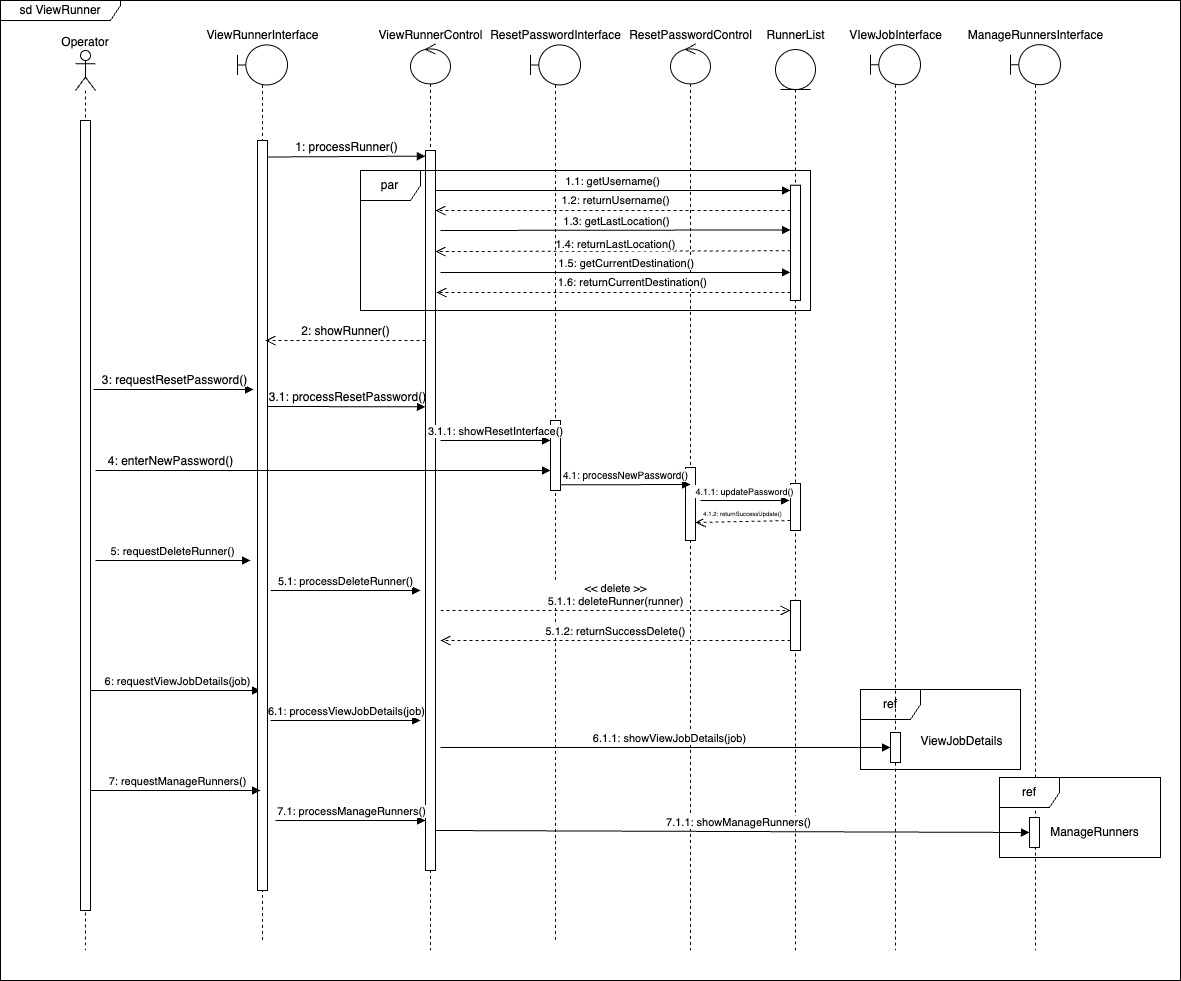 sd ViewRunner
Operator
ViewRunnerInterface
ViewRunnerControl
ResetPasswordInterface
ResetPasswordControl
RunnerList
VIewJobInterface
ManageRunnersInterface
1: processRunner()
par
1.1: getUsername()
1.2: returnUsername()
1.3: getLastLocation()
1.4: returnLastLocation()
1.5: getCurrentDestination()
1.6: returnCurrentDestination()
2: showRunner()
3: requestResetPassword()
3.1: processResetPassword()
3.1.1: showResetInterface()
4: enterNewPassword()
4.1: processNewPassword()
4.1.1: updatePassword()
4.1.2: returnSuccessUpdate()
5: requestDeleteRunner()
5.1: processDeleteRunner()
<< delete >>
5.1.1: deleteRunner(runner)
5.1.2: returnSuccessDelete()
6: requestViewJobDetails(job)
ref
6.1: processViewJobDetails(job)
6.1.1: showViewJobDetails(job)
ViewJobDetails
7: requestManageRunners()
ref
7.1: processManageRunners()
7.1.1: showManageRunners()
ManageRunners